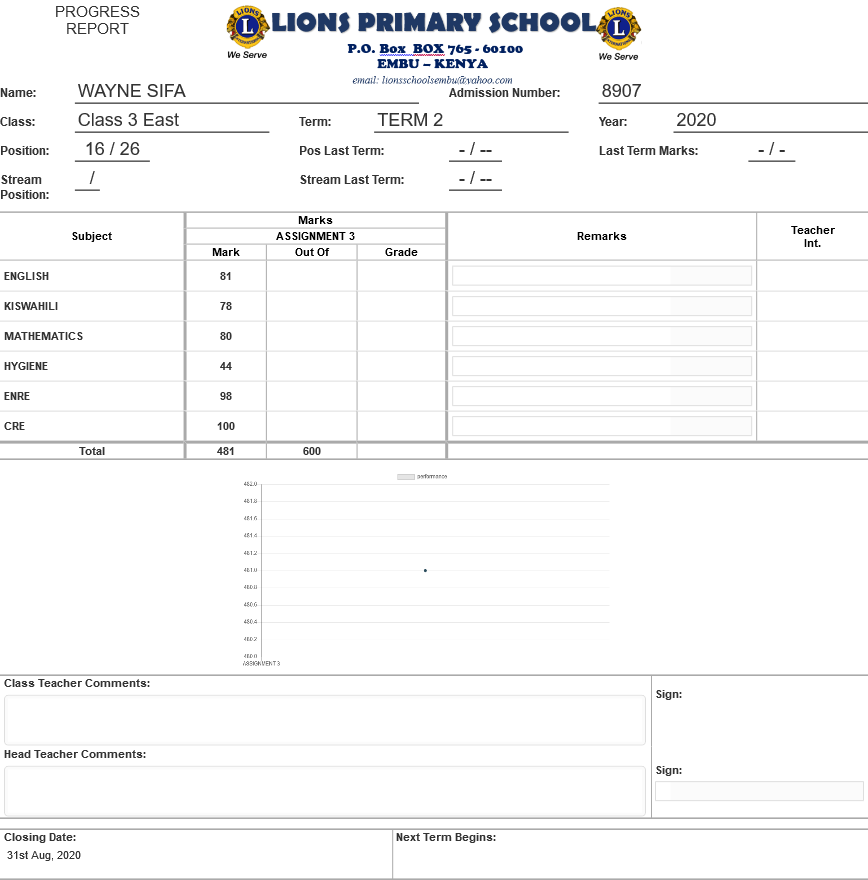 PROGRESS
REPORT
LIONS PRIMARY SCHOOL
LIONS
L
INTERNATIONAL
LIONS
L
INTERNATIONAL
We Serve
We Serve
P.O. Box BOX 765 - 60100
EMBU – KENYA
email: lionsschoolsembu@yahoo.com
Name: WAYNE SIFA Admission Number: 8907
Class: Class 3 East Term: TERM 2 Year: 2020
Position: 16 / 26 Pos Last Term: - / -- Last Term Marks: - / -
Stream Position: / Stream Last Term: - / --
Subject Marks Remarks Teacher Int.
ASSIGNMENT 3
Mark Out Of Grade
ENGLISH 81
KISWAHILI 78
MATHEMATICS 80
HYGIENE 44
ENRE 98
CRE 100
Total 481 600
performance
482.0
481.8
481.6
481.4
481.2
481.0
480.8
480.6
480.4
480.2
480.0
ASSIGNMENT 3
Class Teacher Comments:
Sign:
Head Teacher Comments:
Sign:
Closing Date: Next Term Begins:
31st Aug, 2020